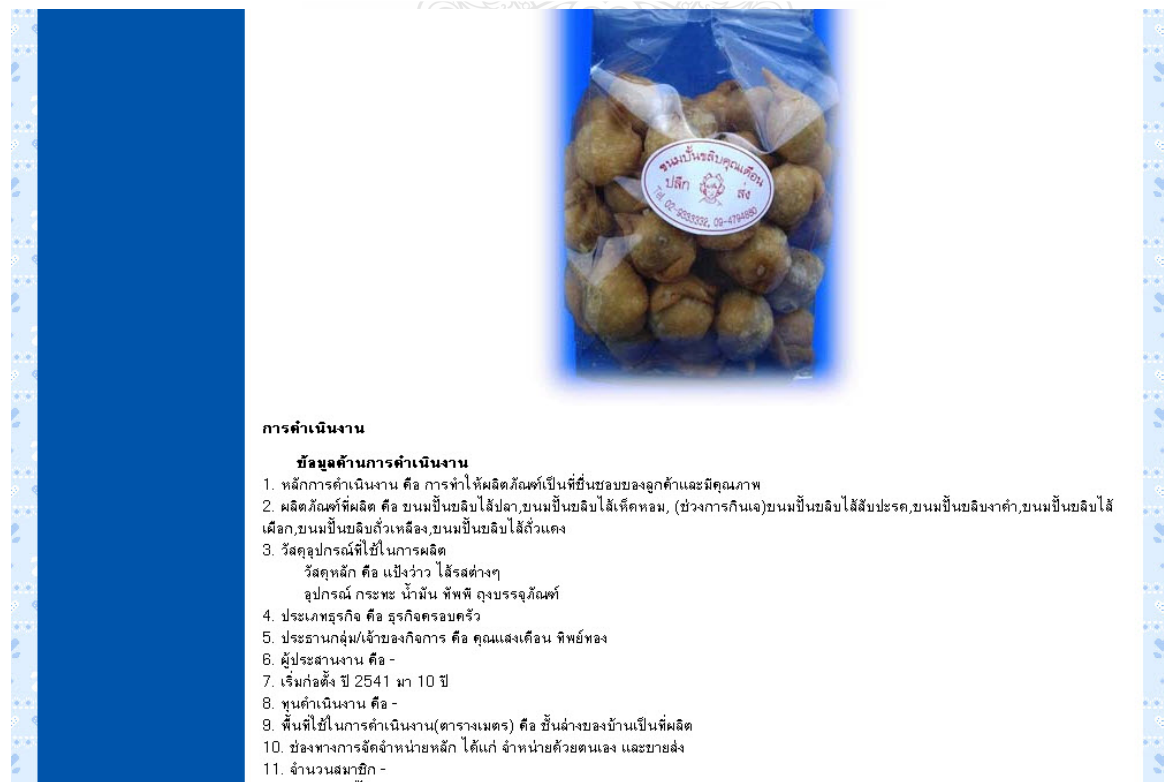 ขนมปั้นขลิบคุณเดือน
ปลีก ส่ง
Tel. 02-9333332, 09-4794880
การดำเนินงาน
ข้อมูลด้านการดำเนินงาน
1. หลักการดำเนินงาน คือ การทำให้ผลิตภัณฑ์เป็นที่ชื่นชอบของลูกค้าและมีคุณภาพ
2. ผลิตภัณฑ์ที่ผลิต คือ ขนมปั้นขลิบไส้ปลา,ขนมปั้นขลิบไส้เห็ดหอม, (ช่วงการกินเจ)ขนมปั้นขลิบไส้สับปะรด,ขนมปั้นขลิบงาดำ,ขนมปั้นขลิบไส้
เผือก,ขนมปั้นขลิบถั่วเหลือง,ขนมปั้นขลิบไส้ถั่วแดง
3. วัสดุอุปกรณ์ที่ใช้ในการผลิต
วัสดุหลัก คือ แป้งว่าว ไส้รสต่างๆ
อุปกรณ์ กระทะ น้ำมัน ทัพพี ถุงบรรจุภัณฑ์
4. ประเภทธุรกิจ คือ ธุรกิจครอบครัว
5. ประธานกลุ่ม/เจ้าของกิจการ คือ คุณแสงเดือน ทิพย์ทอง
6. ผู้ประสานงาน คือ -
7. เริ่มก่อตั้ง ปี 2541 มา 10 ปี
8. ทุนดำเนินงาน คือ -
9. พื้นที่ใช้ในการดำเนินงาน(ตารางเมตร) คือ ชั้นล่างของบ้านเป็นที่ผลิต
10. ช่องทางการจัดจำหน่ายหลัก ได้แก่ จำหน่ายด้วยตนเอง และขายส่ง
11. จำนวนสมาชิก -